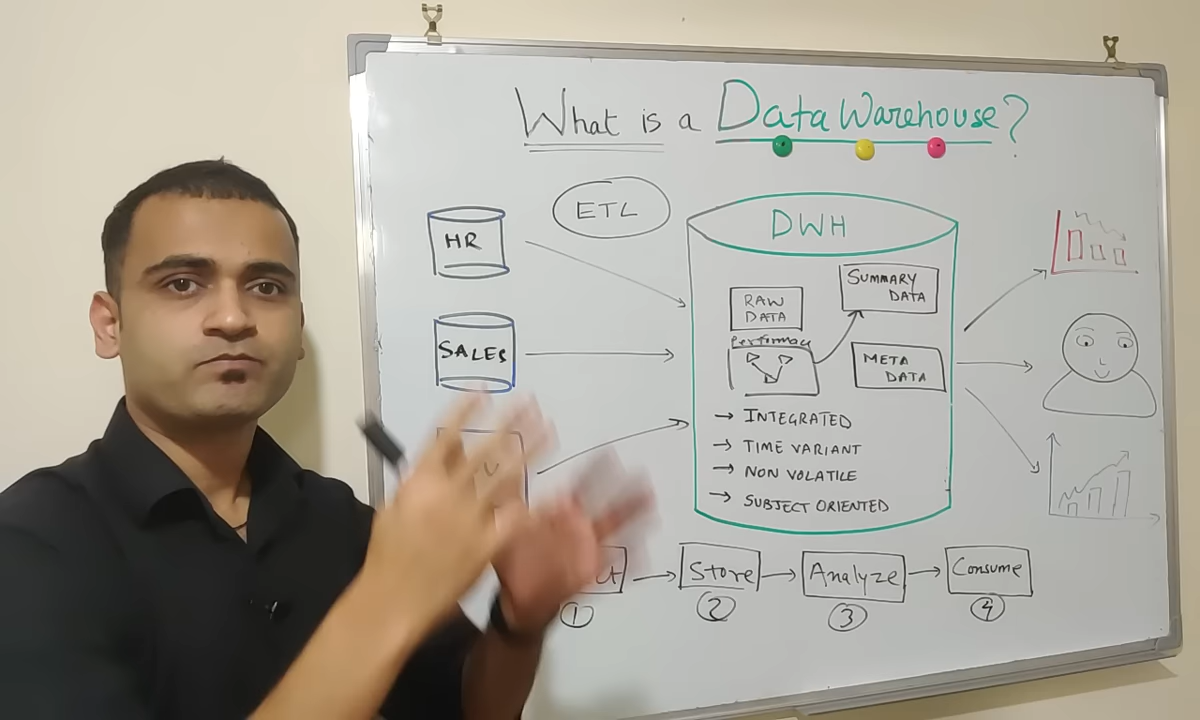 What is a Data Warehouse?
ETL
HR
SALES
DWH
RAW
DATA
SUMMARY
DATA
META
DATA
→ INTEGRATED
→ TIME VARIANT
→ NON VOLATILE
→ SUBJECT ORIENTED
Store
Analyze
Consume
①
②
③
④